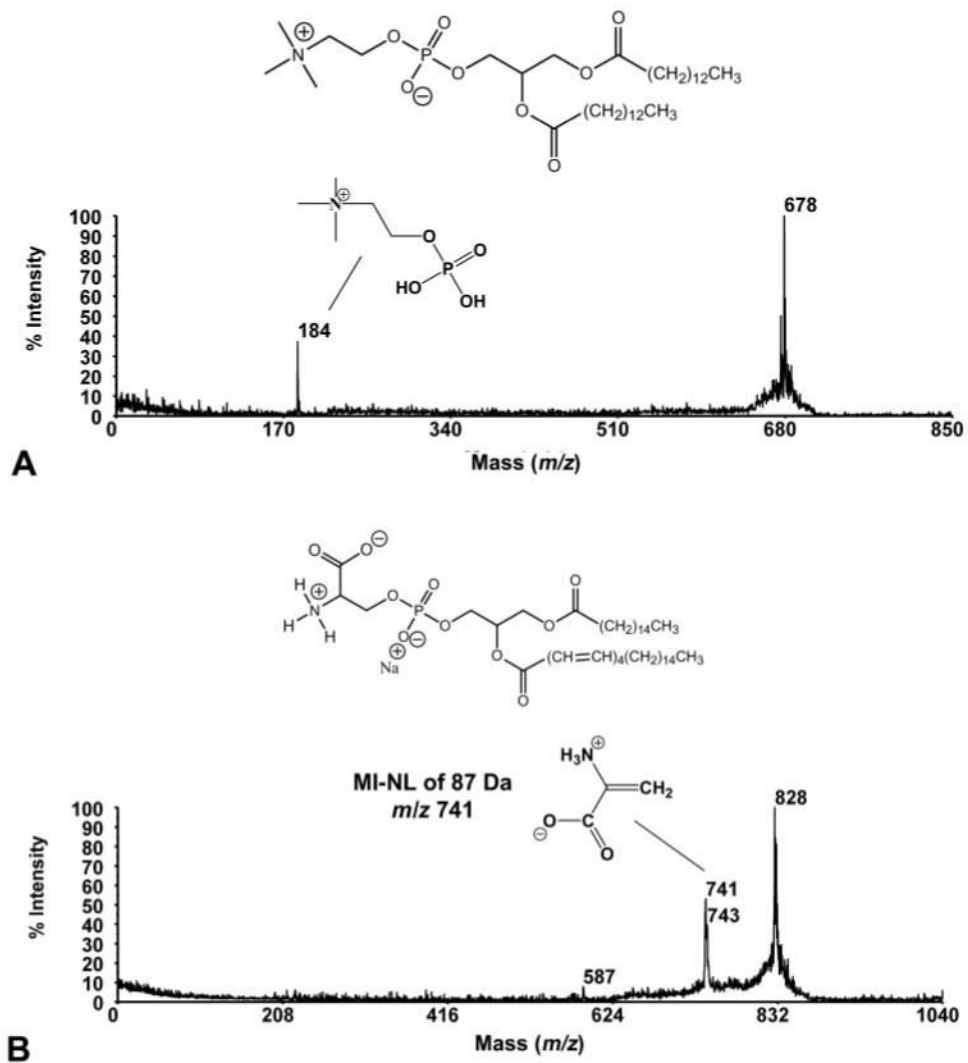 O
N
⊕
O
P
O
O⊖
O
O
(CH₂)₁₂CH₃
(CH₂)₁₂CH₃
O
N
⊕
O
P
O
HO
OH
% Intensity
100
90
80
70
60
50
40
30
20
10
0
184
678
0 170 340 510 680 850
A Mass (m/z)
O
O⊖
H
H
N
⊕
H
O
P
O
O⊖
⊕
Na
O
O
O
O
(CH₂)₁₄CH₃
(CH=CH)₄(CH₂)₁₄CH₃
O
MI-NL of 87 Da
m/z 741
H₃N
⊕
CH₂
O
⊖
C
O
% Intensity
100
90
80
70
60
50
40
30
20
10
0
587
741
743
828
0 208 416 624 832 1040
B Mass (m/z)